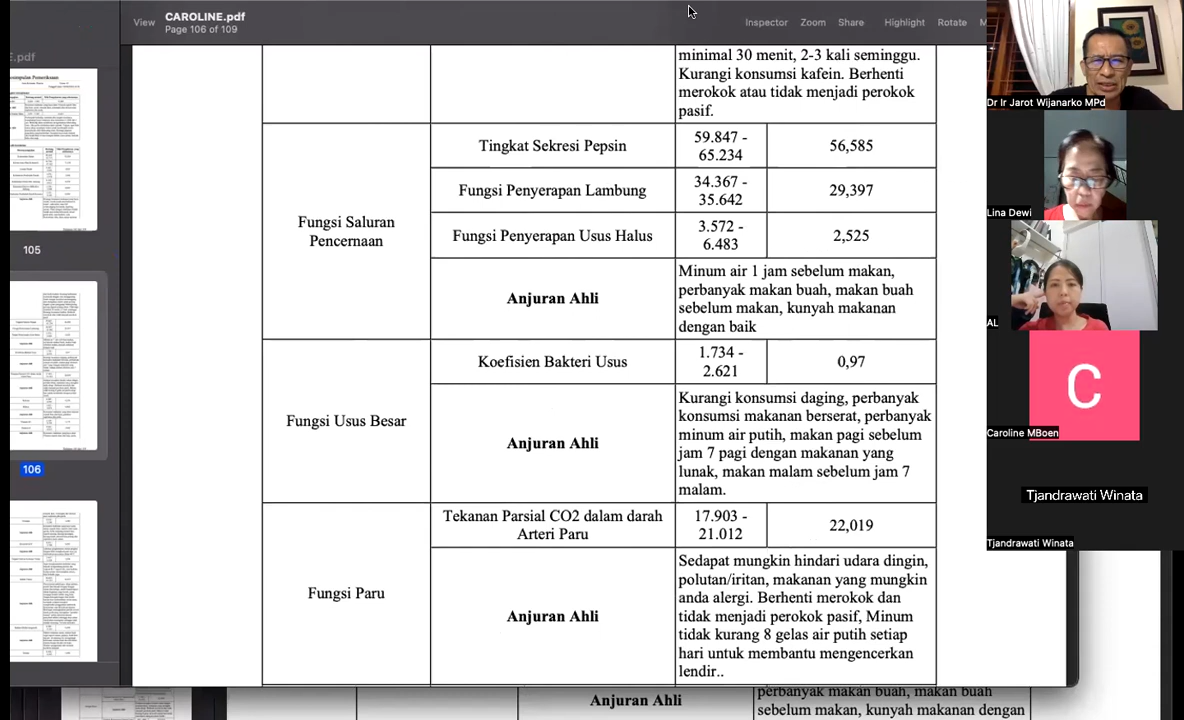 View
CAROLINE.pdf
Page 106 of 109
Inspector
Zoom
Share
Highlight
Rotate
M
E.pdf
105
106
minimal 30 menit, 2-3 kali seminggu.
Kurangi konsumsi kafein. Berhenti
merokok atau tidak menjadi perokok
pasif.
Fungsi Saluran
Pencernaan
Tingkat Sekresi Pepsin
59.847 -
65.234
56,585
Fungsi Penyerapan Lambung
34.367 -
35.642
29,397
Fungsi Penyerapan Usus Halus
3.572 -
6.483
2,525
Anjuran Ahli
Minum air 1 jam sebelum makan,
perbanyak makan buah, makan buah
sebelum makan, kunyah makanan
dengan baik
Fungsi Usus Besar
Koefisien Bakteri Usus
1.734 -
2.621
0,97
Anjuran Ahli
Kurangi konsumsi daging, perbanyak
konsumsi makanan berserat, perbanyak
minum air putih, makan pagi sebelum
jam 7 pagi dengan makanan yang
lunak, makan malam sebelum jam 7
malam.
Fungsi Paru
Tekanan Parsial CO2 dalam darah
Arteri Paru
17.903 -
21.012
22,019
Anjuran Ahli
Sedapat mungkin hindari udara dingin,
polutan/iritan, makanan yang mungkin
anda alergi. Berhenti merokok dan
tidak menjadi perokok pasif, Minum
tidak kurang 8 gelas air putih setiap
hari untuk membantu mengencerkan
lendir..
Anjuran Ahli
perbanyak makan buah, makan buah
sebelum makan, kunyah makanan dengan
Dr Ir Jarot Wijanarko MPd
Lina Dewi
AL
C
Caroline MBoen
Tjandrawati Winata
Tjandrawati Winata